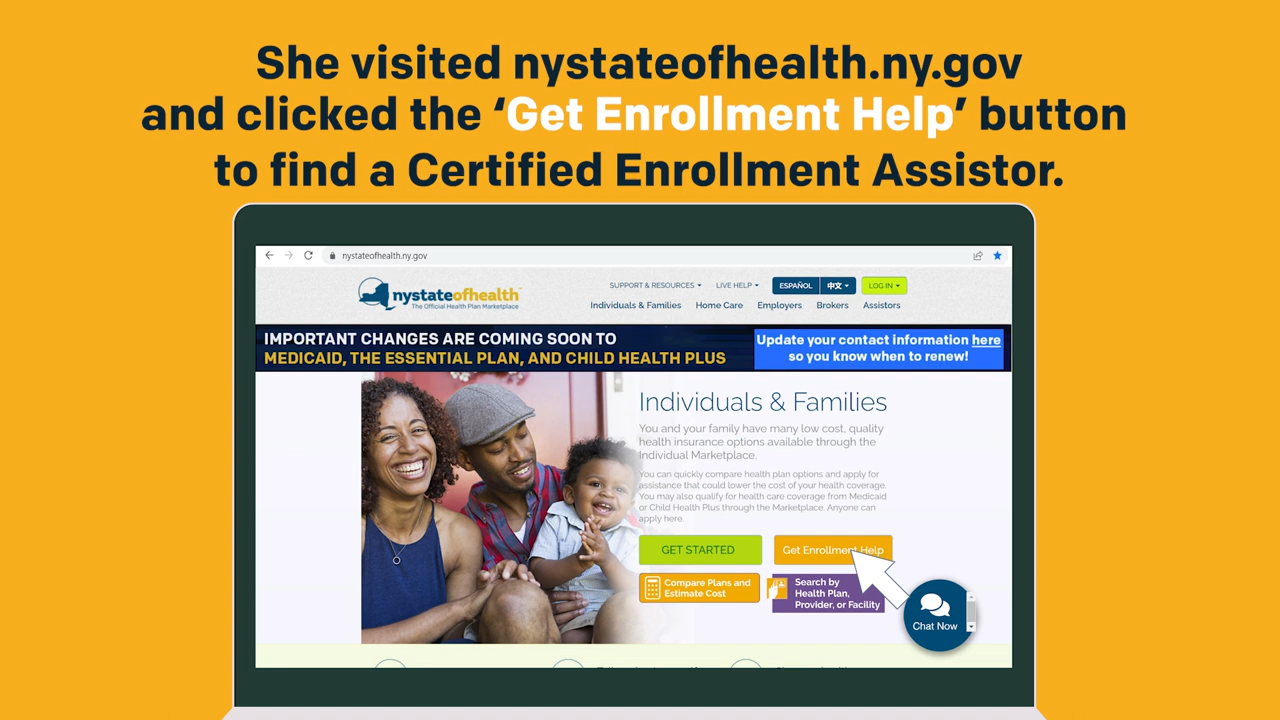 She visited nystateofhealth.ny.gov
and clicked the ‘Get Enrollment Help’ button
to find a Certified Enrollment Assistor.
nystateofhealth.ny.gov
SUPPORT & RESOURCES
LIVE HELP
ESPAÑOL
中文
LOG IN
nystateofhealth™
The Official Health Plan Marketplace
Individuals & Families
Home Care
Employers
Brokers
Assistors
IMPORTANT CHANGES ARE COMING SOON TO
MEDICAID, THE ESSENTIAL PLAN, AND CHILD HEALTH PLUS
Update your contact information here
so you know when to renew!
Individuals & Families
You and your family have many low cost, quality
health insurance options available through the
Individual Marketplace.
You can quickly compare health plan options and apply for
assistance that could lower the cost of your health coverage.
You may also qualify for health care coverage from Medicaid
or Child Health Plus through the Marketplace. Anyone can
apply here.
GET STARTED
Get Enrollment Help
Compare Plans and
Estimate Cost
Search by
Health Plan,
Provider, or Facility
Chat Now